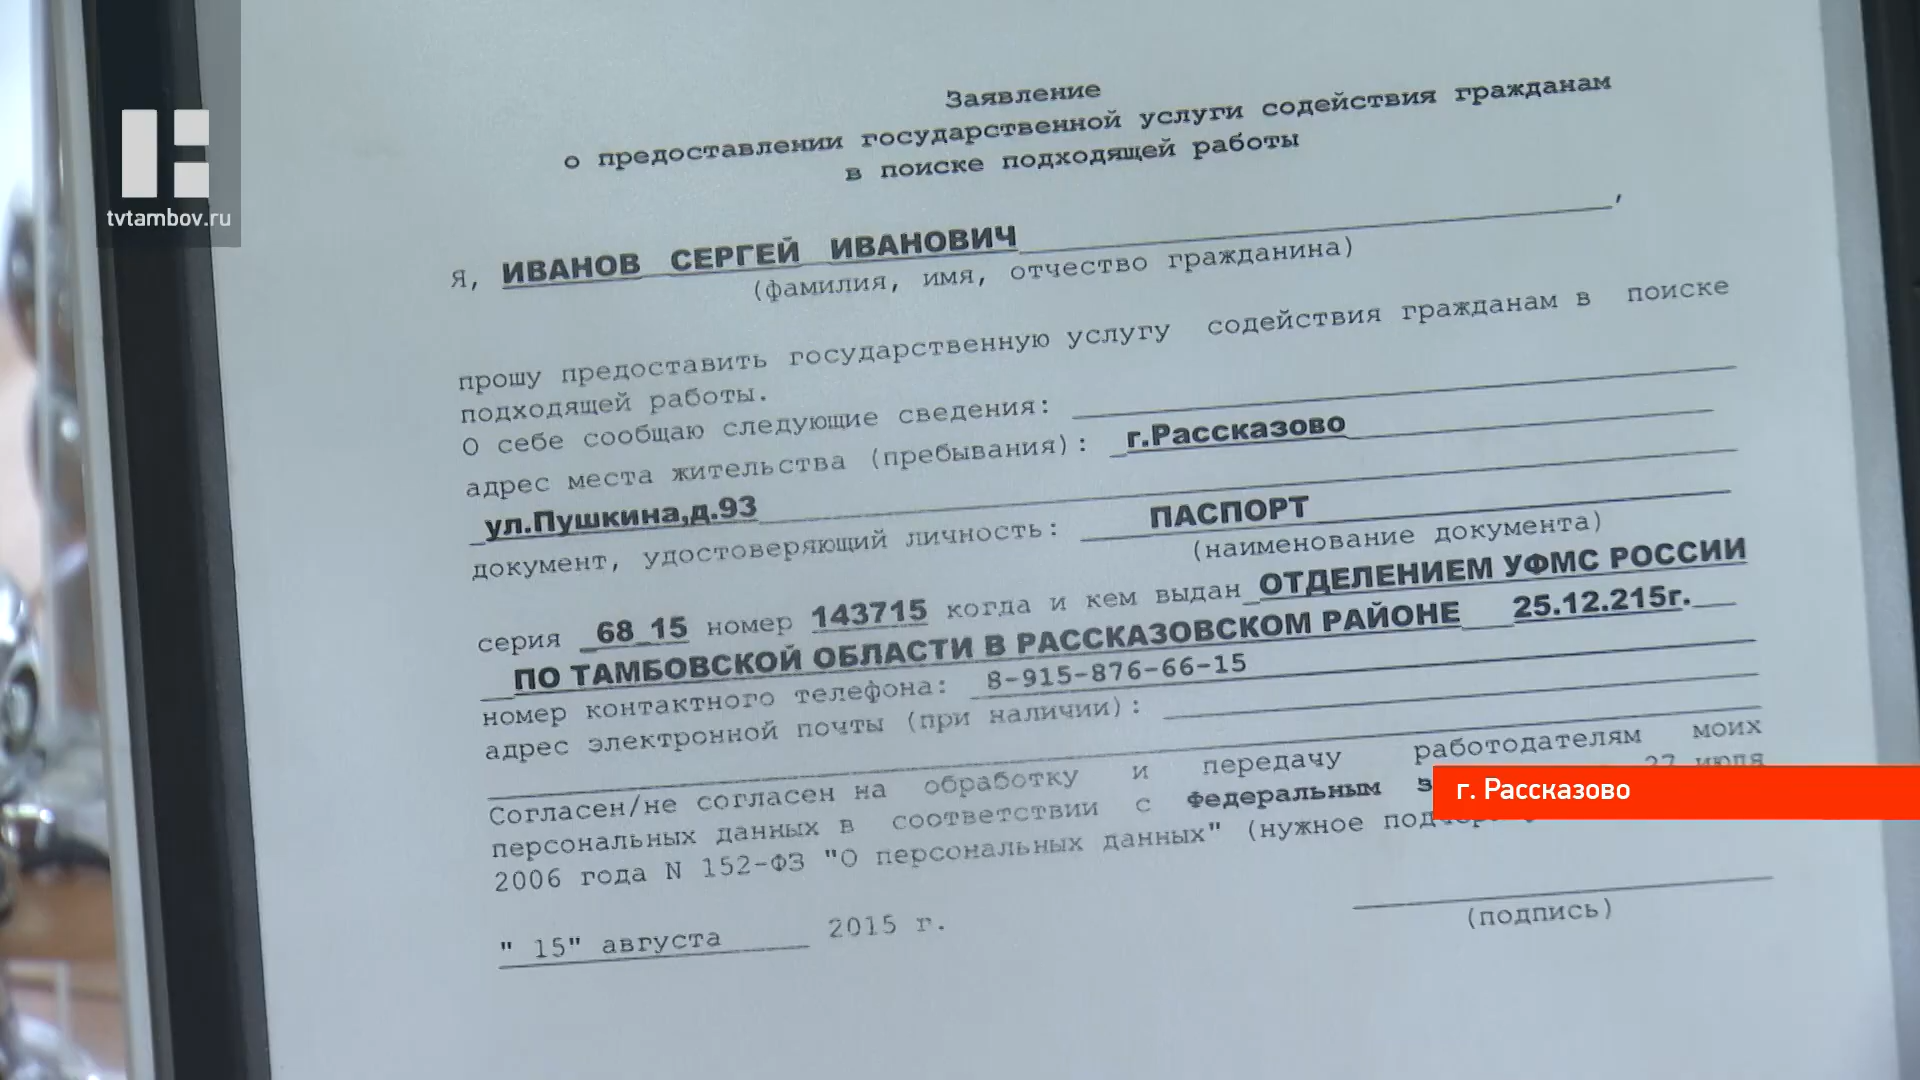 tvtambov.ru
Заявление
о предоставлении государственной услуги содействия гражданам
в поиске подходящей работы
Я, ИВАНОВ СЕРГЕЙ ИВАНОВИЧ,
(фамилия, имя, отчество гражданина)
прошу предоставить государственную услугу содействия гражданам в поиске
подходящей работы.
О себе сообщаю следующие сведения:
адрес места жительства (пребывания): г.Рассказово
ул.Пушкина,д.93
документ, удостоверяющий личность: ПАСПОРТ
(наименование документа)
серия 68 15 номер 143715 когда и кем выдан ОТДЕЛЕНИЕМ УФМС РОССИИ
ПО ТАМБОВСКОЙ ОБЛАСТИ В РАССКАЗОВСКОМ РАЙОНЕ 25.12.215г.
номер контактного телефона: 8-915-876-66-15
адрес электронной почты (при наличии):
Согласен/не согласен на обработку и передачу работодателям моих
персональных данных в соответствии с Федеральным 27 июля
2006 года N 152-ФЗ "О персональных данных" (нужное
г. Рассказово
" 15" августа 2015 г.
(подпись)